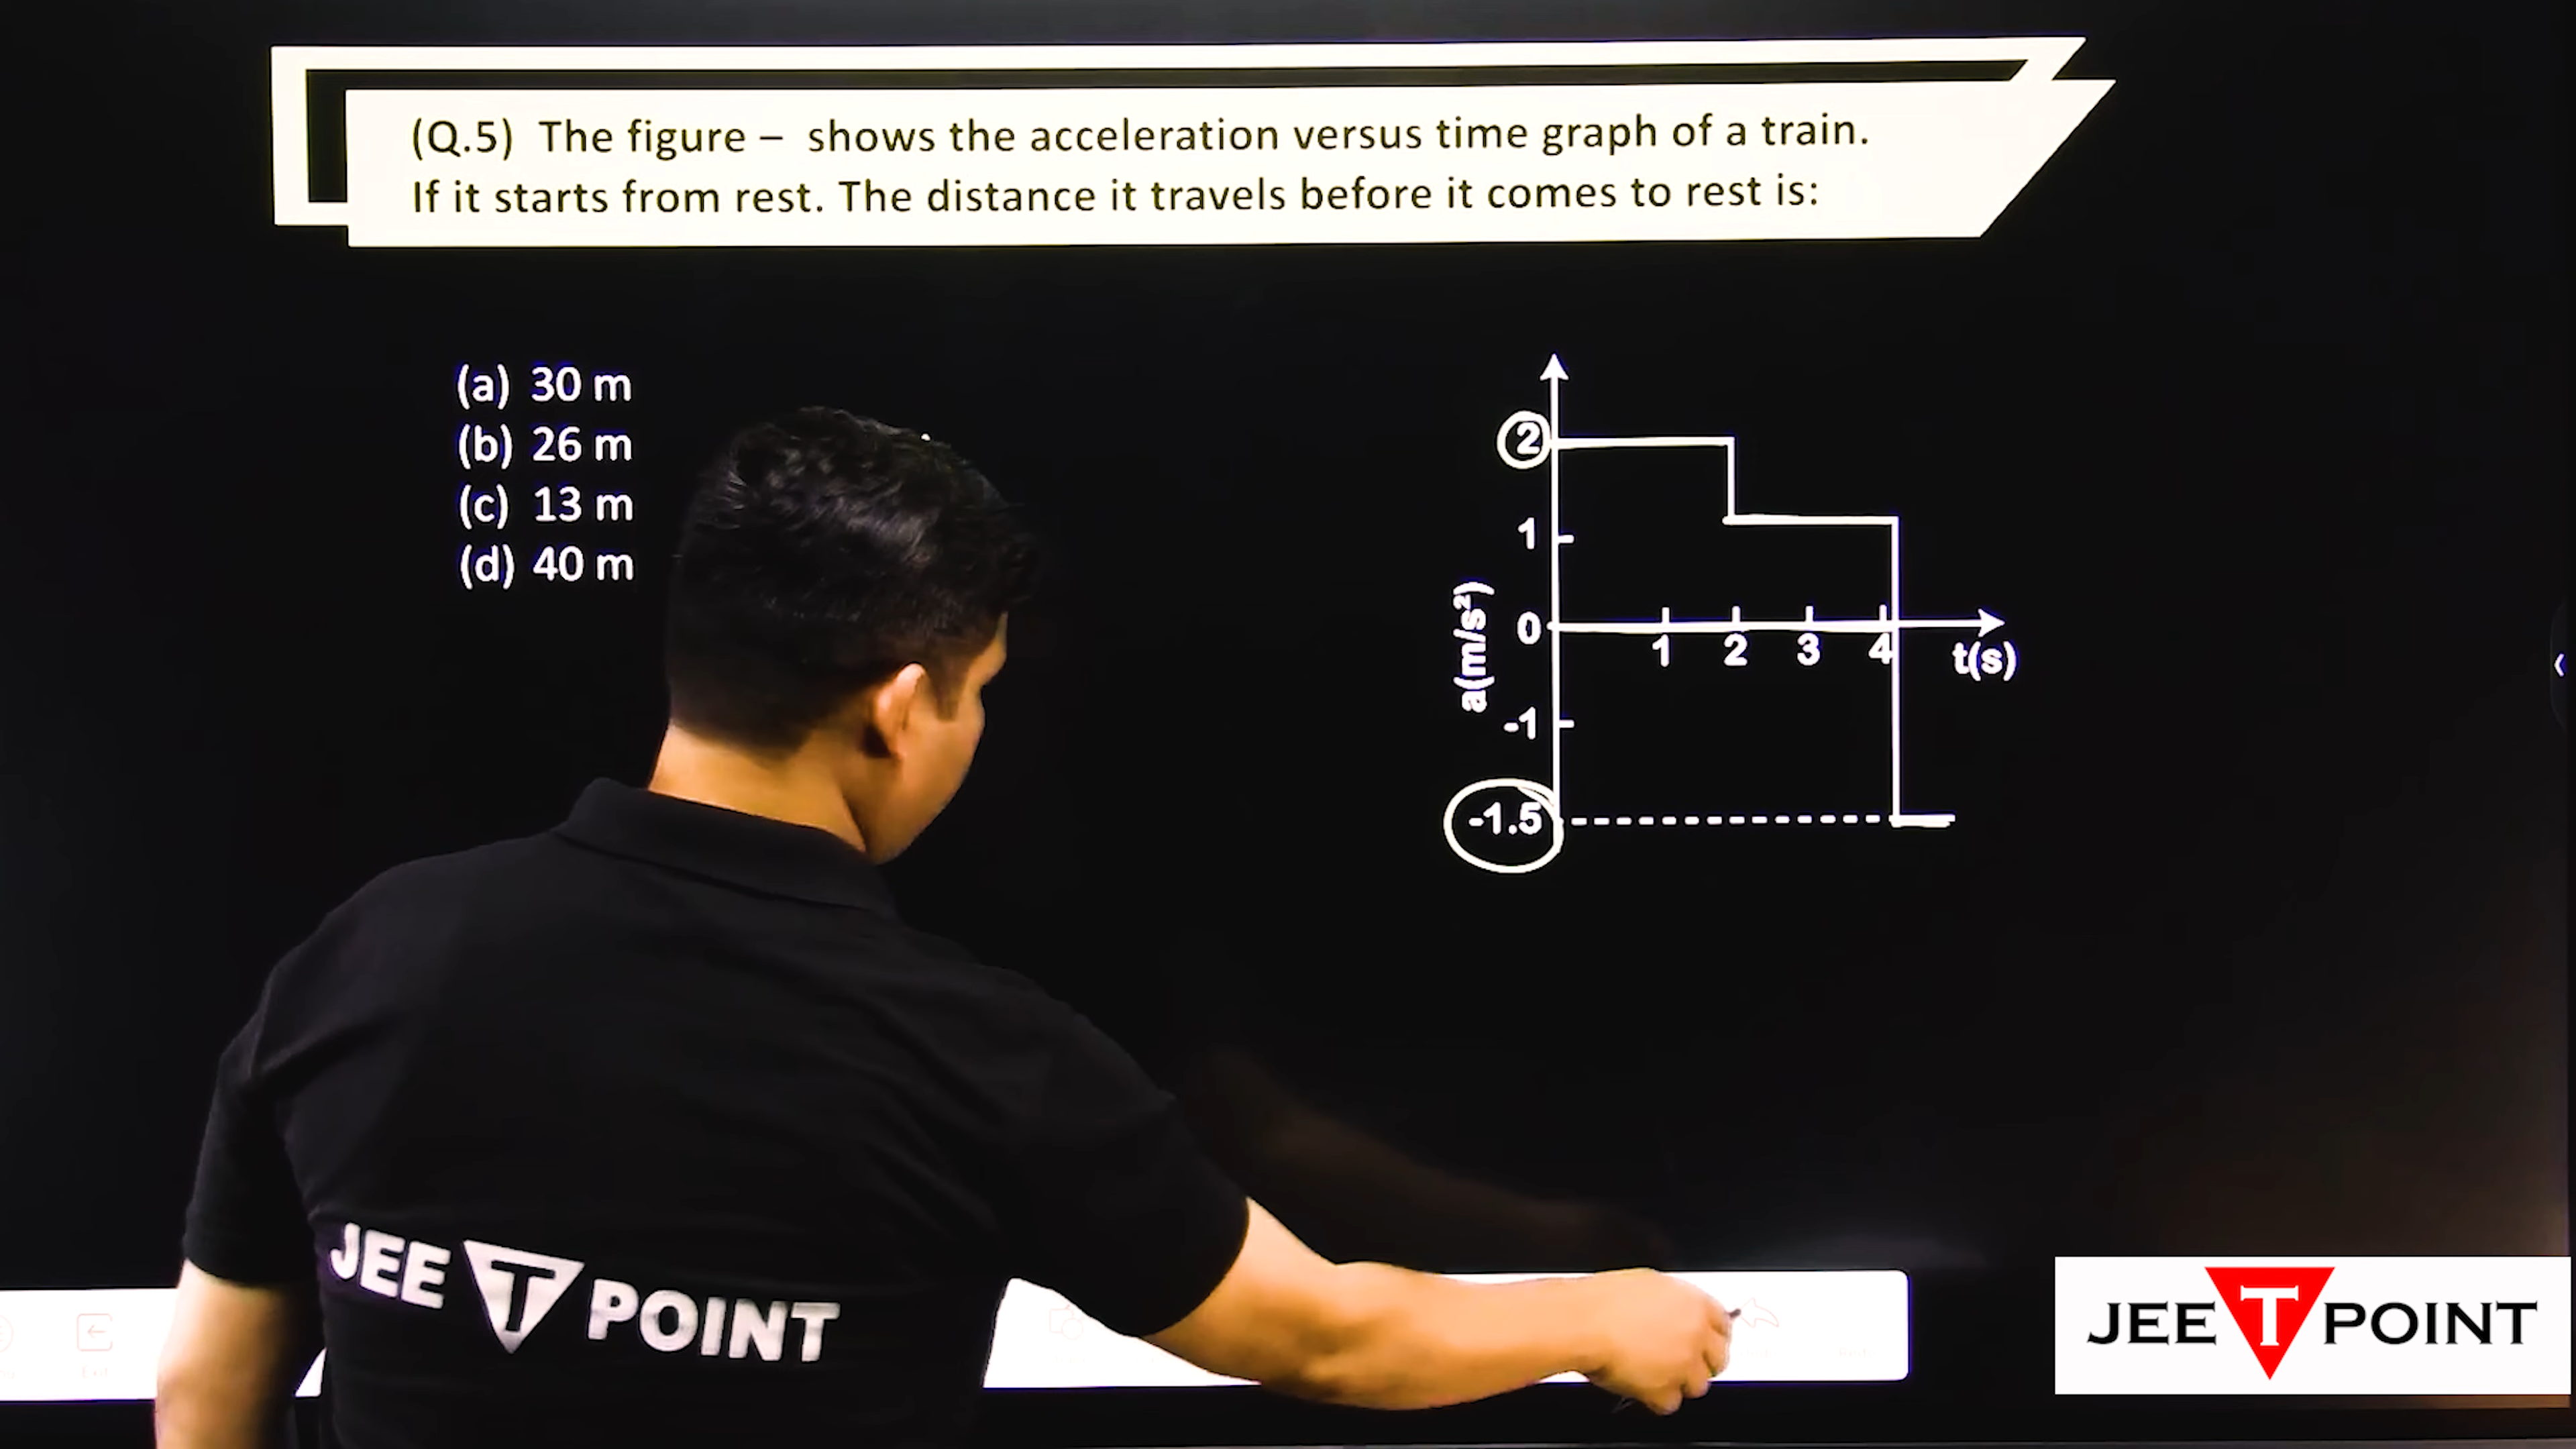 (Q.5) The figure – shows the acceleration versus time graph of a train.
If it starts from rest. The distance it travels before it comes to rest is:
(a) 30 m
(b) 26 m
(c) 13 m
(d) 40 m
2
1
0
-1
-1.5
a(m/s²)
1 2 3 4
t(s)
JEE T POINT
Exit
JEE T POINT